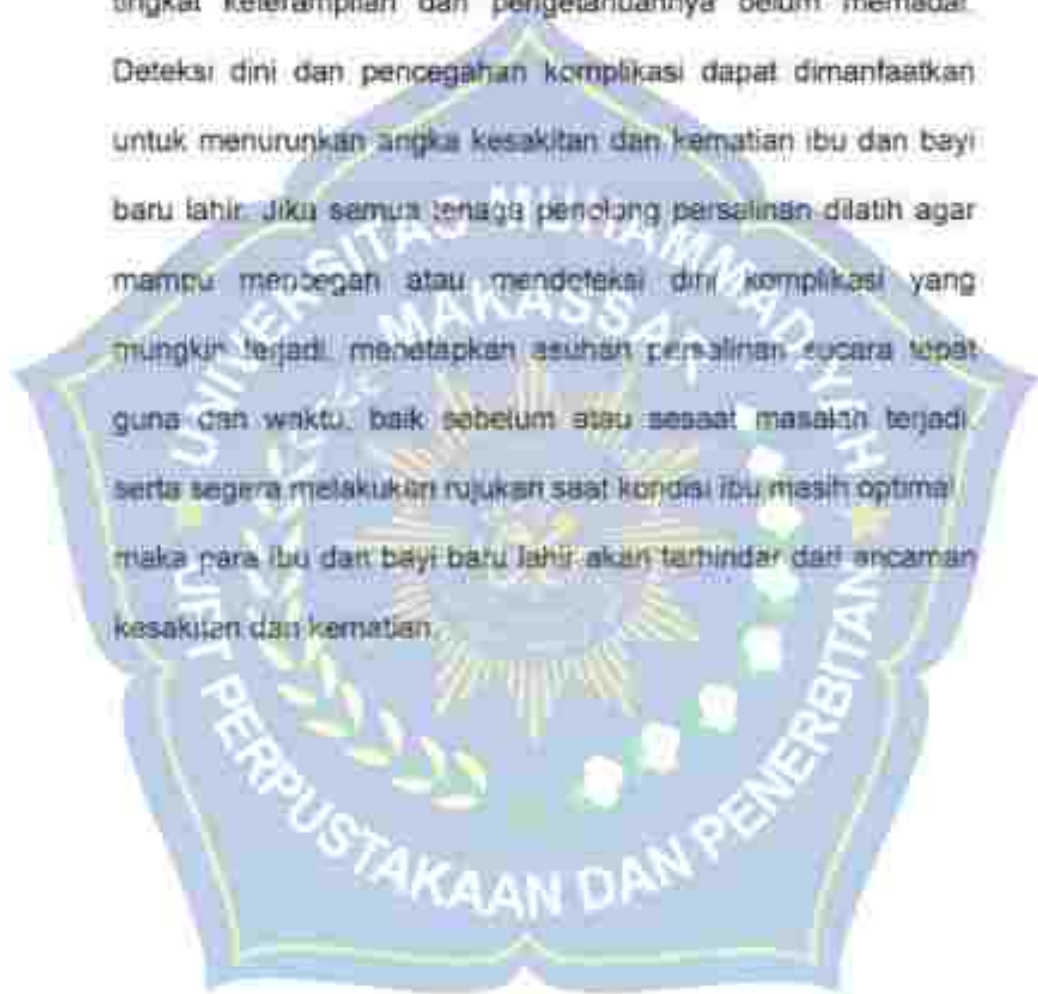 tingkat keterampilan dan pengetahuannya belum memadai.
Deteksi dini dan pencegahan komplikasi dapat dimanfaatkan
untuk menurunkan angka kesakitan dan kematian ibu dan bayi
baru lahir. Jika semua tenaga penolong persalinan dilatih agar
mampu mencegah atau mendeteksi dini komplikasi yang
mungkin terjadi, menetapkan asuhan persalinan secara tepat
guna dan waktu, baik sebelum atau sesaat masalah terjadi,
serta segera melakukan rujukan saat kondisi ibu masih optimal
maka para ibu dan bayi baru lahir akan terhindar dari ancaman
kesakitan dan kematian.
UNIVERSITAS MUHAMMADIYAH
MAKASSAR
UPT PERPUSTAKAAN DAN PENERBITAN